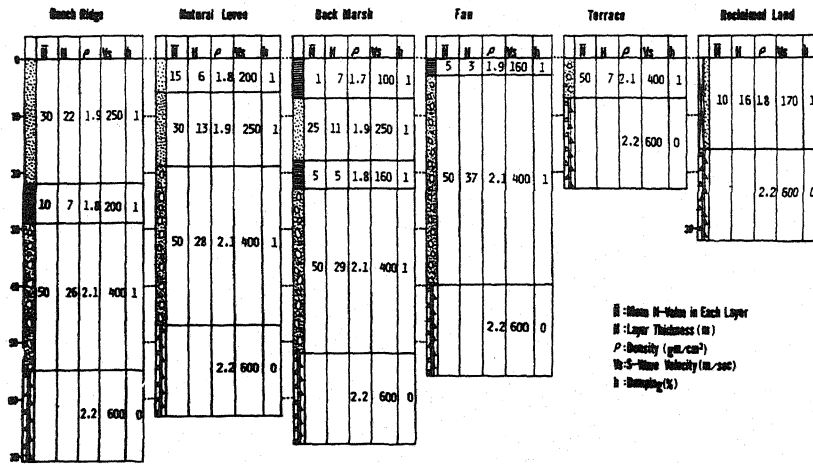 Beach Ridge
N̄ H ρ Vs h
30 22 1.9 250 1
10 7 1.8 200 1
50 26 2.1 400 1
2.2 600 0
Natural Levee
N̄ H ρ Vs h
15 6 1.8 200 1
30 13 1.9 250 1
50 28 2.1 400 1
2.2 600 0
Back Marsh
N̄ H ρ Vs h
1 7 1.7 100 1
25 11 1.9 250 1
5 5 1.8 160 1
50 29 2.1 400 1
2.2 600 0
Fan
N̄ H ρ Vs h
5 3 1.9 160 1
50 37 2.1 400 1
2.2 600 0
Terrace
N̄ H ρ Vs h
50 7 2.1 400 1
2.2 600 0
Reclaimed Land
N̄ H ρ Vs h
10 16 1.8 170 1
2.2 600 0
0
10
20
30
40
50
60
70
N̄ :Mean N-Value in Each Layer
H :Layer Thickness (m)
ρ :Density (gm/cm³)
Vs:S-Wave Velocity (m/sec)
h : Damping(%)